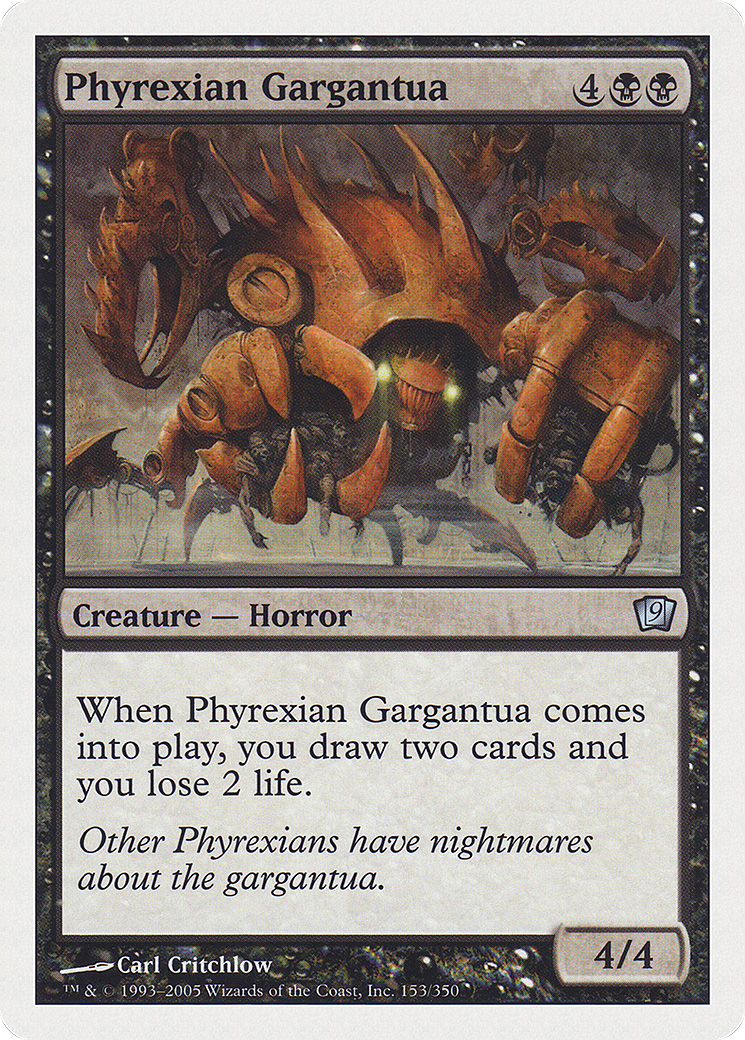 Phyrexian Gargantua 4
Creature — Horror 9
When Phyrexian Gargantua comes
into play, you draw two cards and
you lose 2 life.
Other Phyrexians have nightmares
about the gargantua.
4/4
Carl Critchlow
™ & © 1993–2005 Wizards of the Coast, Inc. 153/350